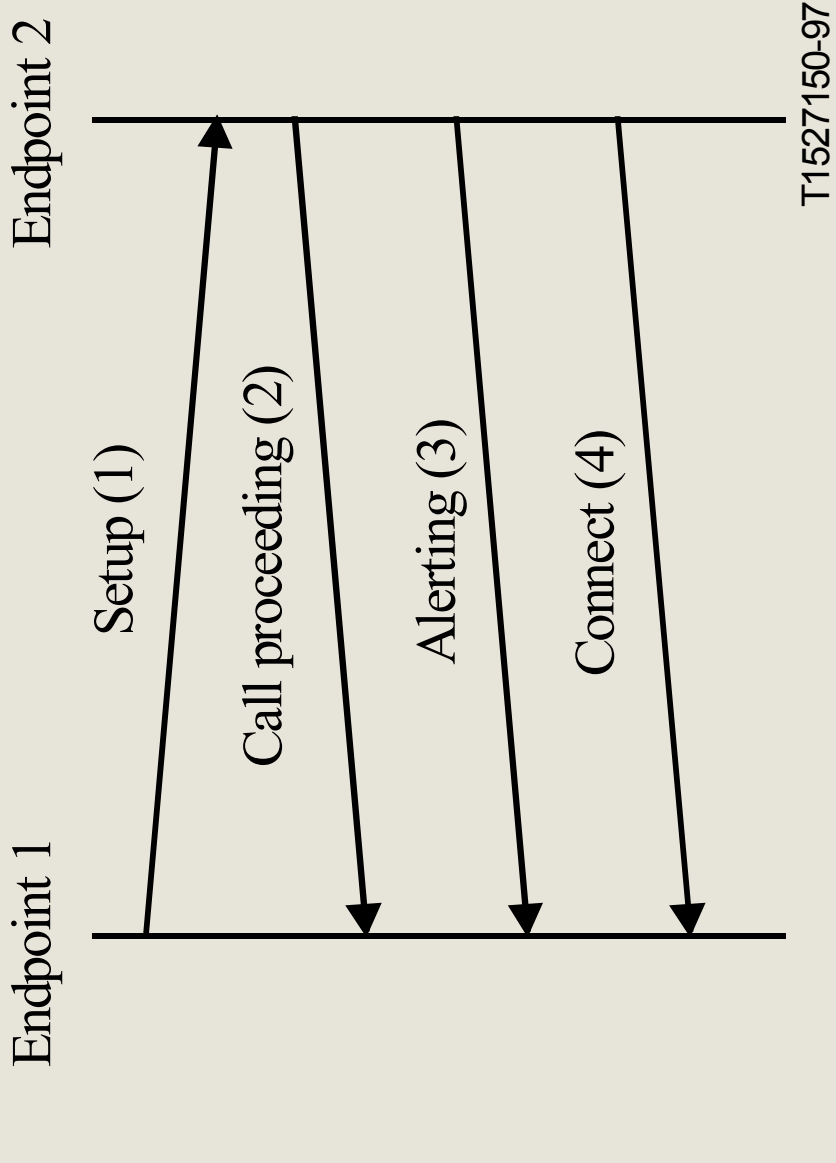 Endpoint 1
Endpoint 2
Setup (1)
Call proceeding (2)
Alerting (3)
Connect (4)
T1527150-97